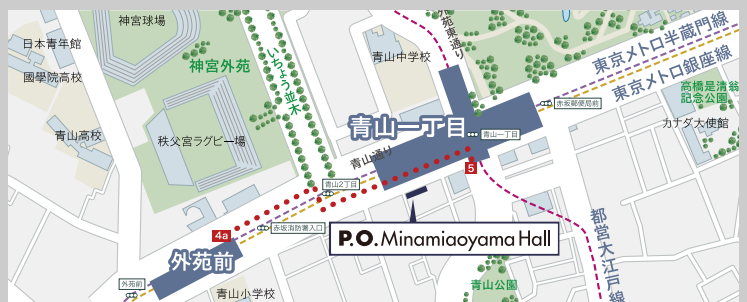 神宮球場
日本青年館
國學院高校
神宮外苑
いちょう並木
青山中学校
外苑東通り
東京メトロ半蔵門線
東京メトロ銀座線
高橋是清翁
記念公園
赤坂郵便局前
カナダ大使館
青山高校
秩父宮ラグビー場
青山一丁目
青山一丁目
青山通り
青山2丁目
5
4a
赤坂消防署入口
P.O. Minamiaoyama Hall
外苑前
外苑前
青山小学校
青山公園
都営大江戸線